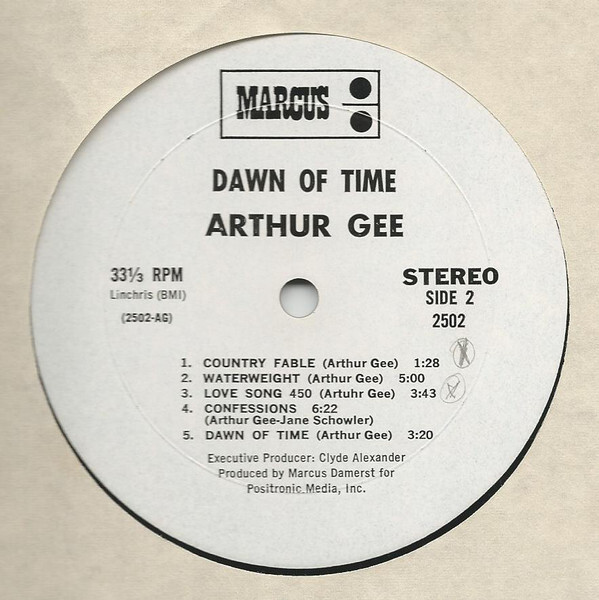 MARCUS
DAWN OF TIME
ARTHUR GEE
33⅓ RPM
Linchris (BMI)
(2502-AG)
STEREO
SIDE 2
2502
1. COUNTRY FABLE (Arthur Gee) 1:28
2. WATERWEIGHT (Arthur Gee) 5:00
3. LOVE SONG 450 (Artuhr Gee) 3:43
4. CONFESSIONS 6:22
(Arthur Gee-Jane Schowler)
5. DAWN OF TIME (Arthur Gee) 3:20
Executive Producer: Clyde Alexander
Produced by Marcus Damerst for
Positronic Media, Inc.